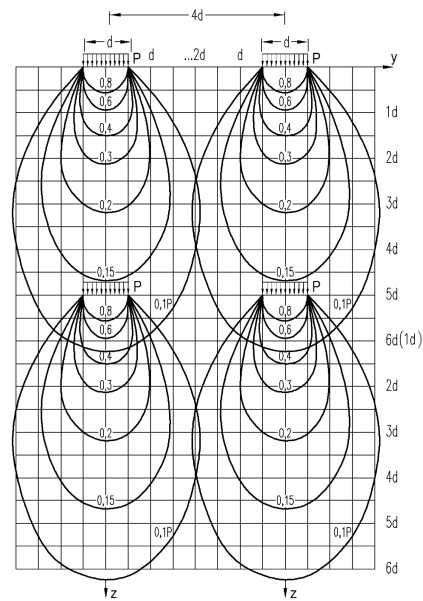 4d
d d
P d ...2d d P y
0,8 0,8
0,6 0,6
0,4 0,4
1d
0,3 0,3
2d
0,2 0,2
3d
4d
0,15 0,15
P P
5d
0,1P 0,1P
0,8 0,8
0,6 0,6
6d(1d)
0,4 0,4
0,3 0,3
2d
0,2 0,2
3d
4d
0,15 0,15
5d
0,1P 0,1P
6d
z z